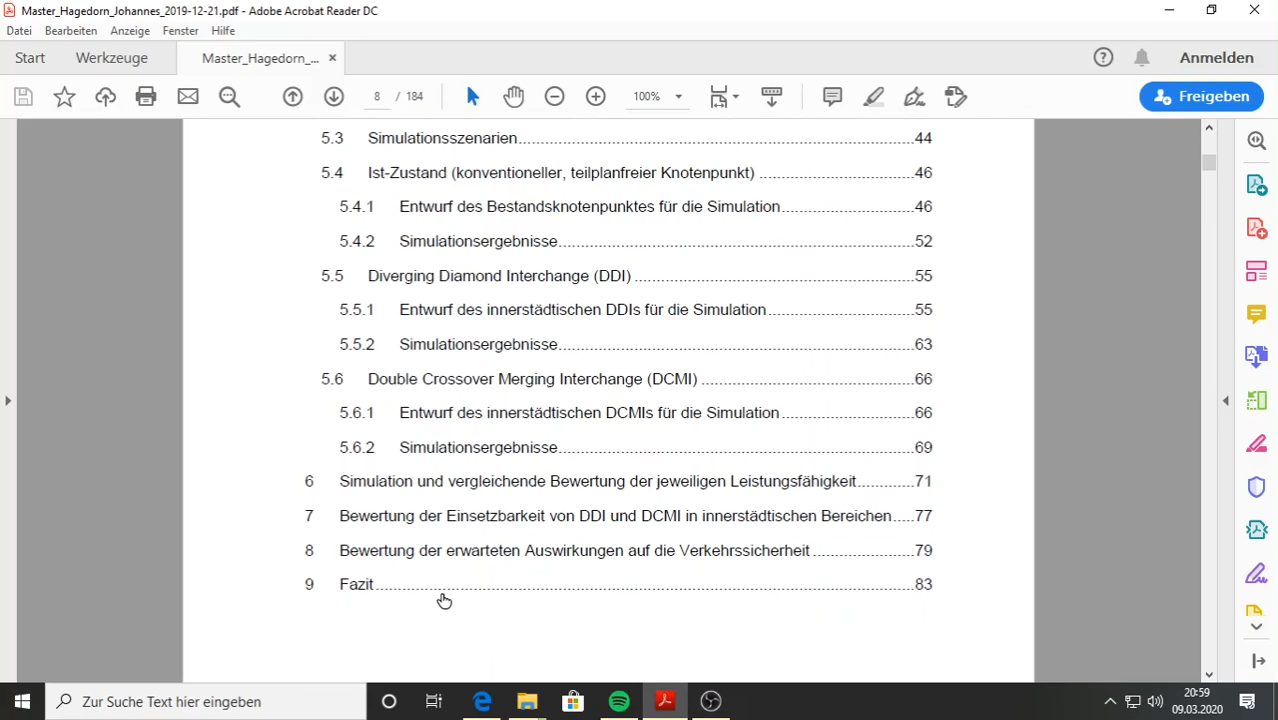 Master_Hagedorn_Johannes_2019-12-21.pdf - Adobe Acrobat Reader DC
Datei Bearbeiten Anzeige Fenster Hilfe
Start Werkzeuge Master_Hagedorn_... Anmelden
8 / 184 100% Freigeben
5.3 Simulationsszenarien 44
5.4 Ist-Zustand (konventioneller, teilplanfreier Knotenpunkt) 46
5.4.1 Entwurf des Bestandsknotenpunktes für die Simulation 46
5.4.2 Simulationsergebnisse 52
5.5 Diverging Diamond Interchange (DDI) 55
5.5.1 Entwurf des innerstädtischen DDIs für die Simulation 55
5.5.2 Simulationsergebnisse 63
5.6 Double Crossover Merging Interchange (DCMI) 66
5.6.1 Entwurf des innerstädtischen DCMIs für die Simulation 66
5.6.2 Simulationsergebnisse 69
6 Simulation und vergleichende Bewertung der jeweiligen Leistungsfähigkeit 71
7 Bewertung der Einsetzbarkeit von DDI und DCMI in innerstädtischen Bereichen 77
8 Bewertung der erwarteten Auswirkungen auf die Verkehrssicherheit 79
9 Fazit 83
Zur Suche Text hier eingeben
20:59
09.03.2020